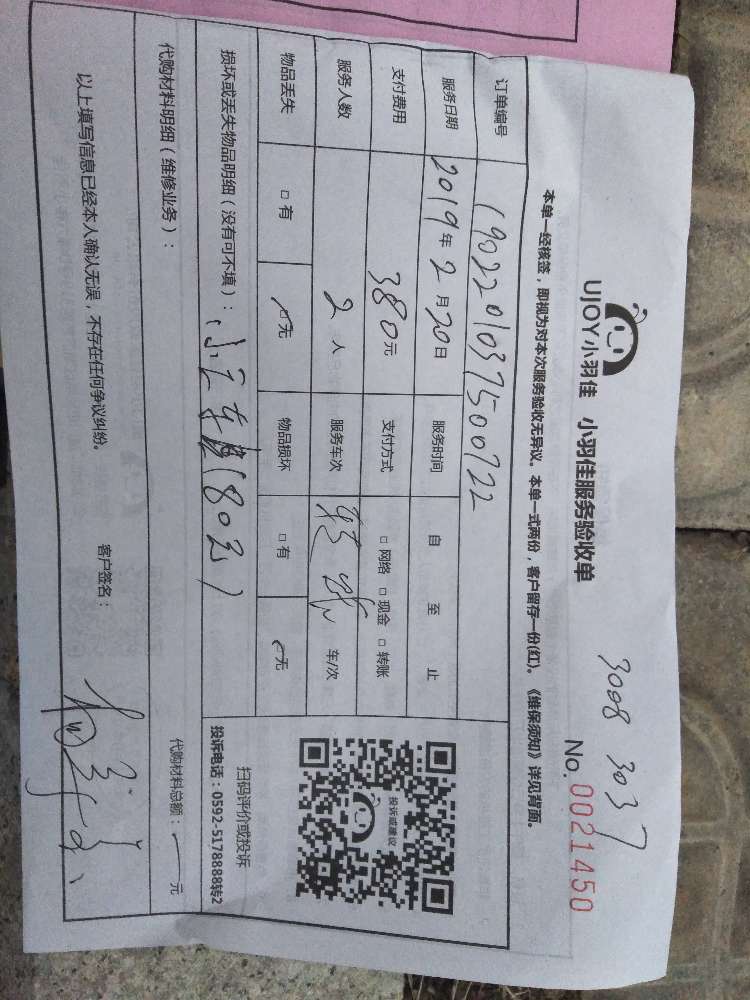 3008 3037
UJOY小羽佳 小羽佳服务验收单
No. 0021450
本单一经核签，即视为对本次服务验收无异议。本单一式两份，客户留存一份(红)。《维保须知》详见背面。
订单编号 1902201037500722
服务日期 2019年2月20日 服务时间 自 至 止
支付费用 380元 支付方式 □ 网络 □ 现金 □ 转账
服务人数 2人 服务车次 车/次
物品丢失 □ 有 □ 无 物品损坏 □ 有 □ 无
投诉或建议
扫码评价或投诉
投诉电话：0592-5178888转2
损坏或丢失物品明细（没有可不填）：
代购材料明细（维修业务）： 代购材料总额： 元
以上填写信息已经本人确认无误，不存在任何争议纠纷。 客户签名：